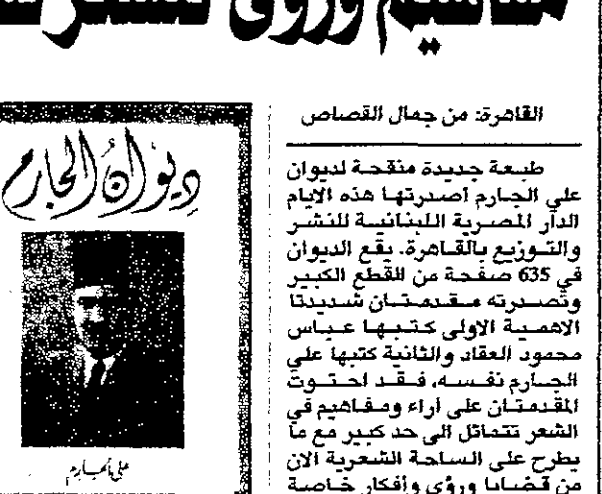 القاهرة: من جمال القصاص
طبعة جديدة منقحة لديوان
علي الجارم أصدرتها هذه الايام
الدار المصرية اللبنانية للنشر
والتوزيع بالقاهرة. يقع الديوان
في 635 صفحة من القطع الكبير
وتصدرته مقدمتان شديدتا
الاهمية الاولى كتبها عباس
محمود العقاد والثانية كتبها علي
الجارم نفسه، فقد احتوت
المقدمتان على آراء ومفاهيم في
الشعر تتماثل الى حد كبير مع ما
يطرح على الساحة الشعرية الآن
من قضايا ورؤى وأفكار خاصة
ديوان الجارم
علي الجارم